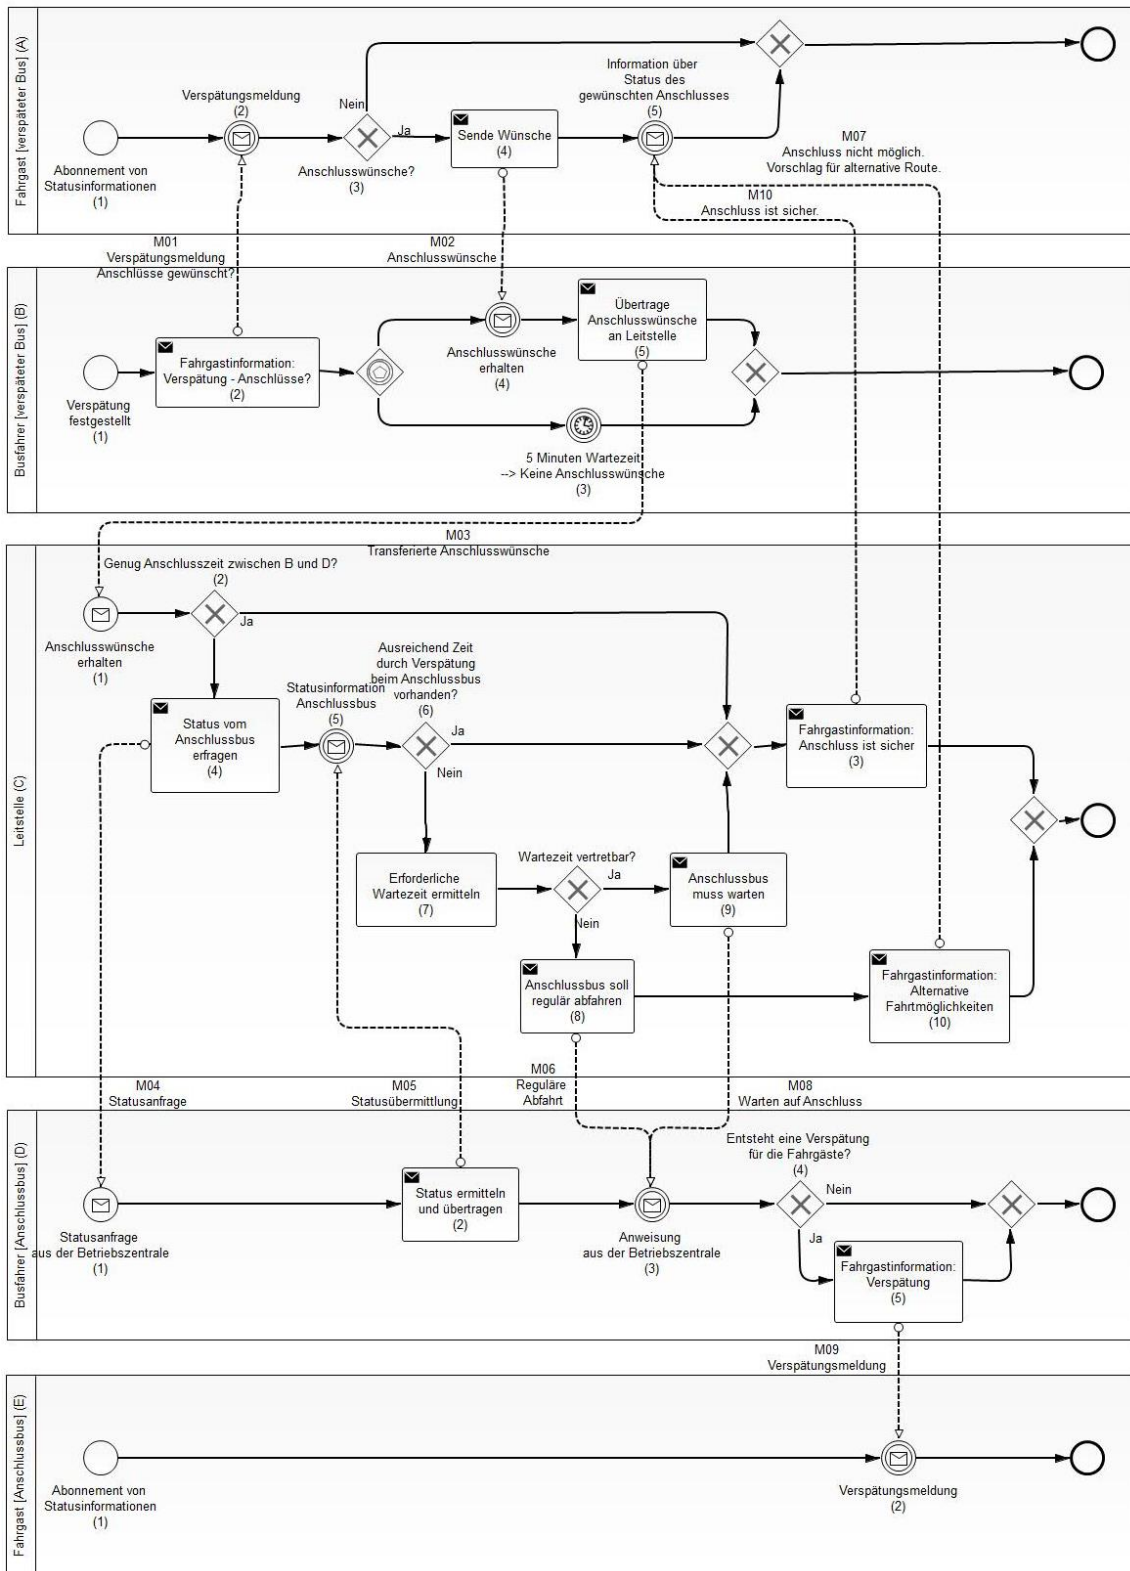 Fahrgast [verspäteter Bus] (A)
Verspätungsmeldung
(2)
Abonnement von
Statusinformationen
(1)
Nein
Ja
Anschlusswünsche?
(3)
Sende Wünsche
(4)
Information über
Status des
gewünschten Anschlusses
(5)
M07
Anschluss nicht möglich.
Vorschlag für alternative Route.
M10
Anschluss ist sicher.
M01
Verspätungsmeldung
Anschlüsse gewünscht?
M02
Anschlusswünsche
Busfahrer [verspäteter Bus] (B)
Verspätung
festgestellt
(1)
Fahrgastinformation:
Verspätung - Anschlüsse?
(2)
Anschlusswünsche
erhalten
(4)
Übertrage
Anschlusswünsche
an Leitstelle
(5)
5 Minuten Wartezeit
--> Keine Anschlusswünsche
(3)
M03
Transferierte Anschlusswünsche
Leitstelle (C)
Genug Anschlusszeit zwischen B und D?
(2)
Ja
Anschlusswünsche
erhalten
(1)
Status vom
Anschlussbus
erfragen
(4)
Statusinformation
Anschlussbus
(5)
Ausreichend Zeit
durch Verspätung
beim Anschlussbus
vorhanden?
(6)
Ja
Nein
Fahrgastinformation:
Anschluss ist sicher
(3)
Erforderliche
Wartezeit ermitteln
(7)
Wartezeit vertretbar?
Ja
Nein
Anschlussbus
muss warten
(9)
Anschlussbus soll
regulär abfahren
(8)
Fahrgastinformation:
Alternative
Fahrtmöglichkeiten
(10)
M04
Statusanfrage
M05
Statusübermittlung
M06
Reguläre
Abfahrt
M08
Warten auf Anschluss
Busfahrer [Anschlussbus] (D)
Statusanfrage
aus der Betriebszentrale
(1)
Status ermitteln
und übertragen
(2)
Anweisung
aus der Betriebszentrale
(3)
Entsteht eine Verspätung
für die Fahrgäste?
(4)
Nein
Ja
Fahrgastinformation:
Verspätung
(5)
M09
Verspätungsmeldung
Fahrgast [Anschlussbus] (E)
Abonnement von
Statusinformationen
(1)
Verspätungsmeldung
(2)